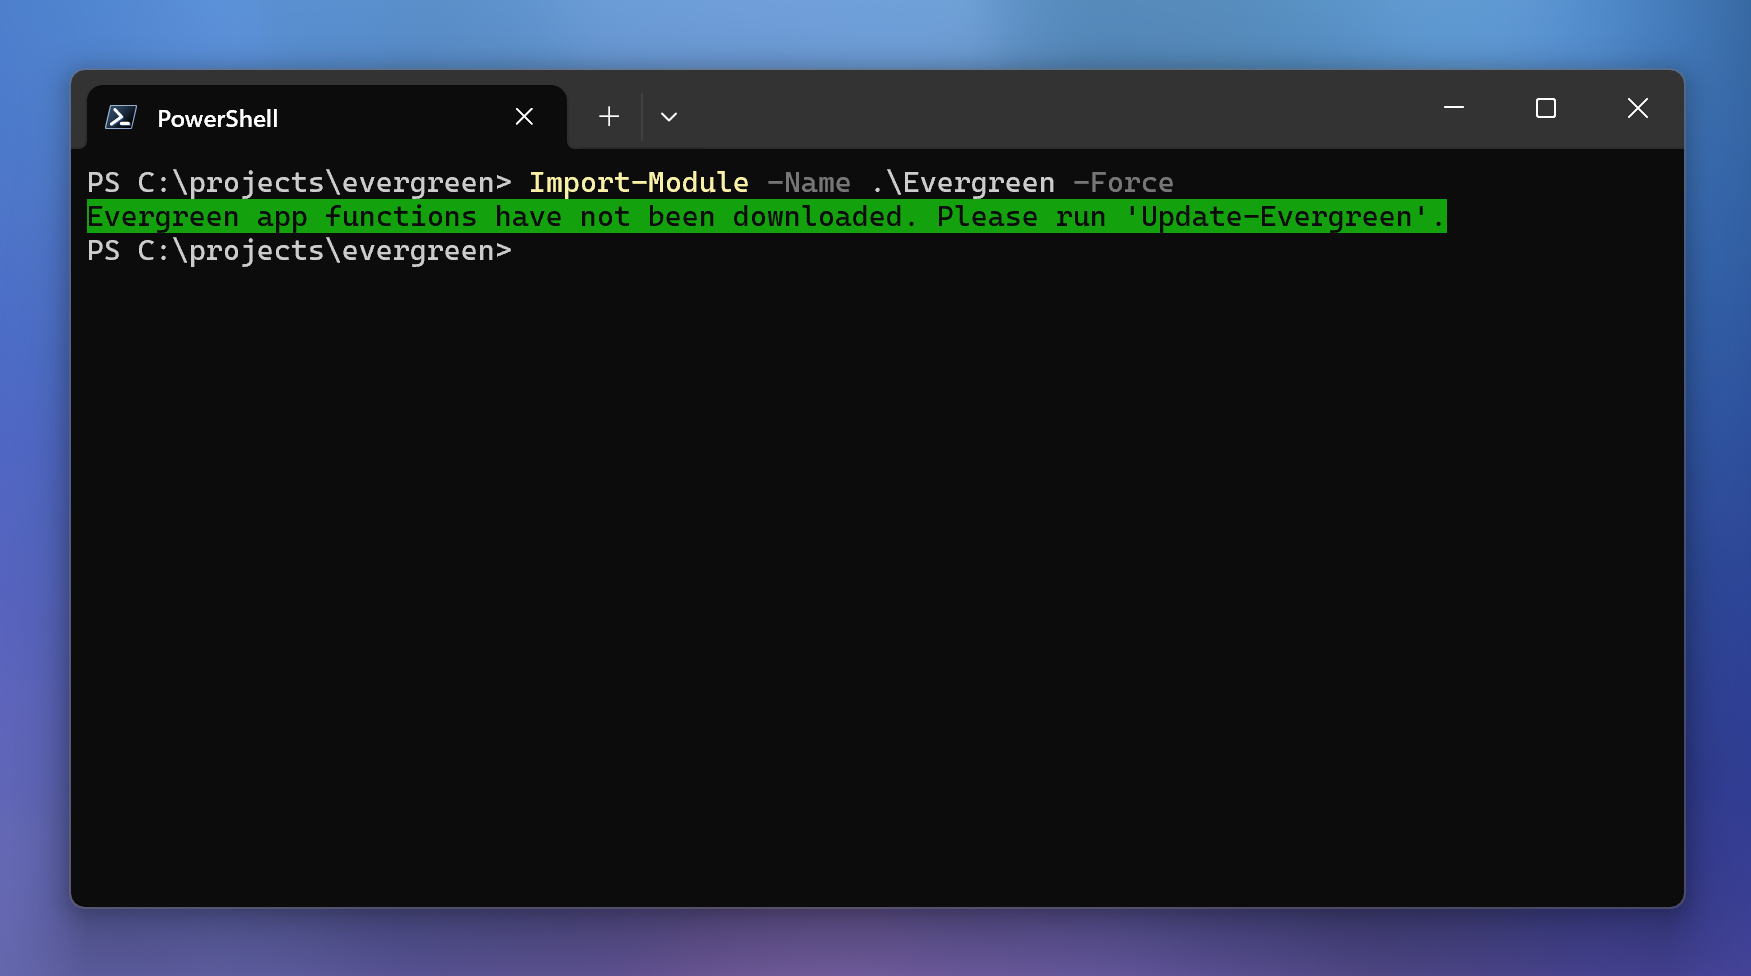 PowerShell
PS C:\projects\evergreen> Import-Module -Name .\Evergreen -Force
Evergreen app functions have not been downloaded. Please run 'Update-Evergreen'.
PS C:\projects\evergreen>